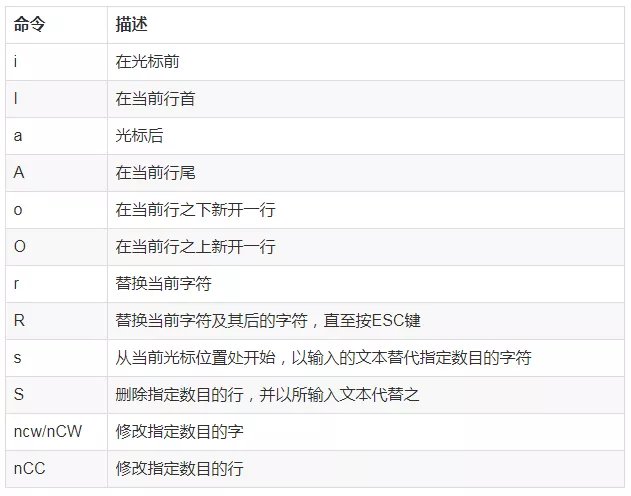 命令 描述
i 在光标前
I 在当前行首
a 光标后
A 在当前行尾
o 在当前行之下新开一行
O 在当前行之上新开一行
r 替换当前字符
R 替换当前字符及其后的字符，直至按ESC键
s 从当前光标位置处开始，以输入的文本替代指定数目的字符
S 删除指定数目的行，并以所输入文本代替之
ncw/nCW 修改指定数目的字
nCC 修改指定数目的行